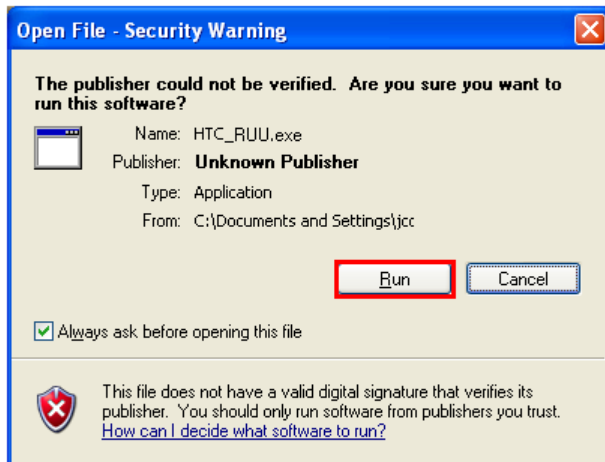 Open File - Security Warning
The publisher could not be verified.  Are you sure you want to
run this software?
Name: HTC_RUU.exe
Publisher: Unknown Publisher
Type: Application
From: C:\Documents and Settings\jcc
Run Cancel
Always ask before opening this file
This file does not have a valid digital signature that verifies its
publisher.  You should only run software from publishers you trust.
How can I decide what software to run?